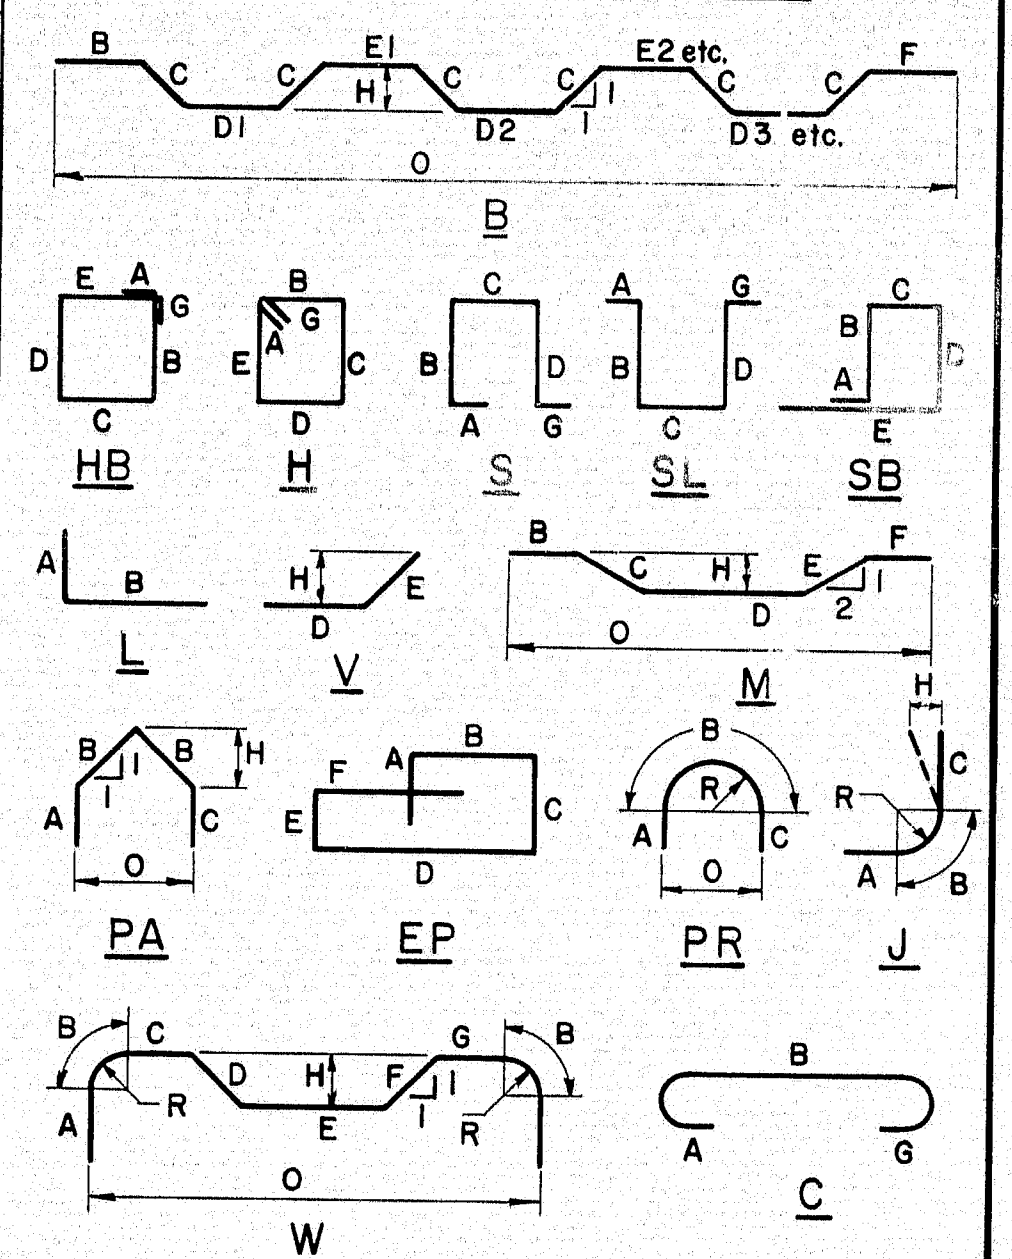 B C C E1 H C C 1 1 E2 etc. C C F
D1 D2 D3 etc.
O
B
E A G D B C
B G A E C D
C B D A G
A G B D C
C B D A E
HB H S SL SB
A B
H E D
B C H E F 1 2 D
O
L V M
B B H 1 1 A C O
B A F E C D
B R A C O
H C R A B
PA EP PR J
B C G B
D H F 1 1
A R E R
O
W
B
A G
C